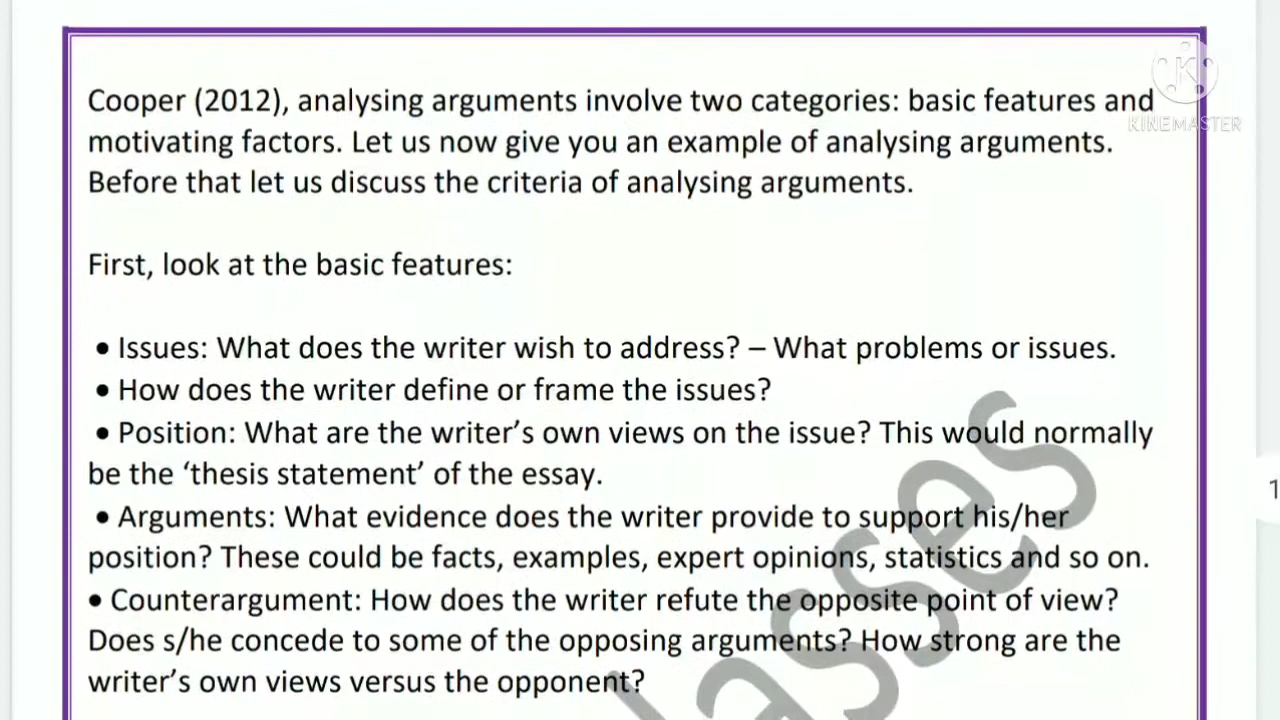 Cooper (2012), analysing arguments involve two categories: basic features and
motivating factors. Let us now give you an example of analysing arguments.
Before that let us discuss the criteria of analysing arguments.
First, look at the basic features:
• Issues: What does the writer wish to address? – What problems or issues.
• How does the writer define or frame the issues?
• Position: What are the writer’s own views on the issue? This would normally
be the ‘thesis statement’ of the essay.
• Arguments: What evidence does the writer provide to support his/her
position? These could be facts, examples, expert opinions, statistics and so on.
• Counterargument: How does the writer refute the opposite point of view?
Does s/he concede to some of the opposing arguments? How strong are the
writer’s own views versus the opponent?
K
KINEMASTER
1